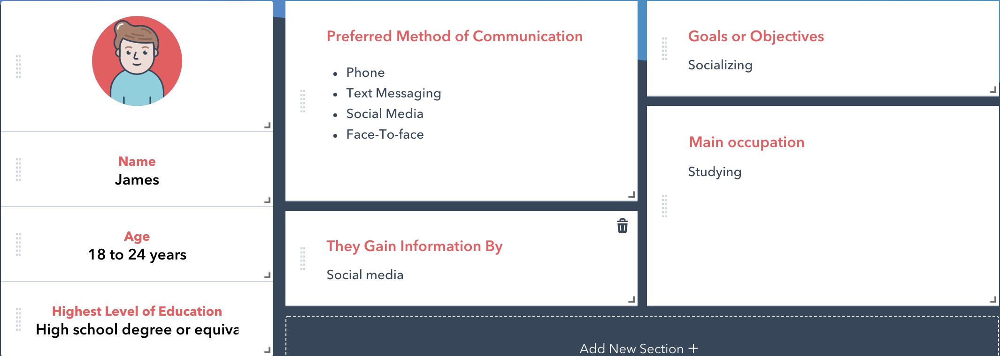 Name
James
Age
18 to 24 years
Highest Level of Education
High school degree or equiva
Preferred Method of Communication
Phone
Text Messaging
Social Media
Face-To-face
They Gain Information By
Social media
Goals or Objectives
Socializing
Main occupation
Studying
Add New Section +